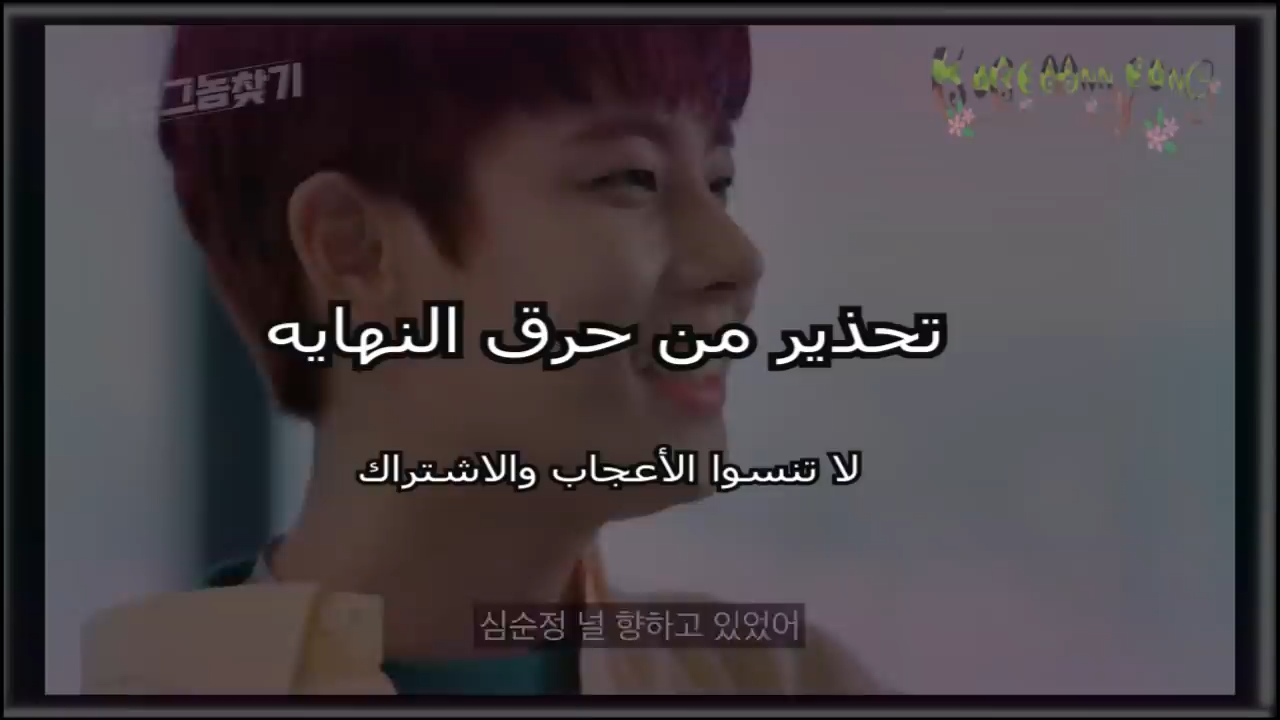 그놈찾기
تحذير من حرق النهايه
لا تنسوا الأعجاب والاشتراك
심순정 널 향하고 있었어